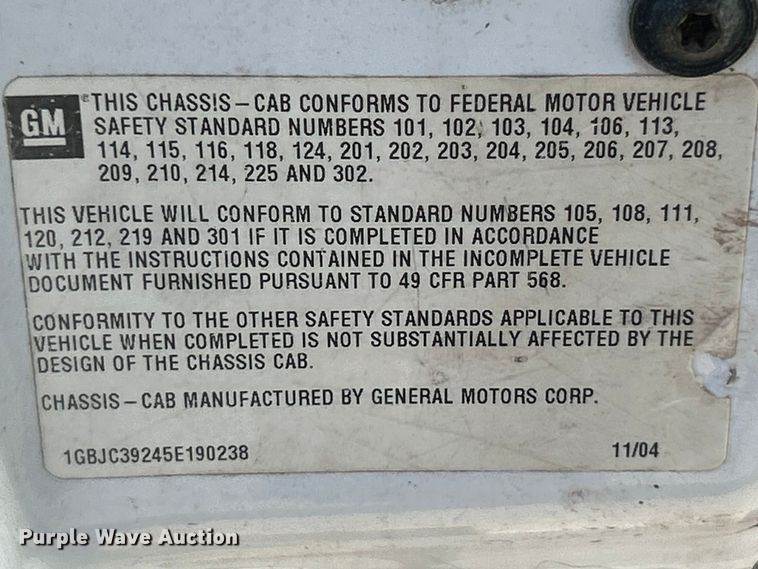 GM
®THIS CHASSIS–CAB CONFORMS TO FEDERAL MOTOR VEHICLE
SAFETY STANDARD NUMBERS 101, 102, 103, 104, 106, 113,
114, 115, 116, 118, 124, 201, 202, 203, 204, 205, 206, 207, 208,
209, 210, 214, 225 AND 302.
THIS VEHICLE WILL CONFORM TO STANDARD NUMBERS 105, 108, 111,
120, 212, 219 AND 301 IF IT IS COMPLETED IN ACCORDANCE
WITH THE INSTRUCTIONS CONTAINED IN THE INCOMPLETE VEHICLE
DOCUMENT FURNISHED PURSUANT TO 49 CFR PART 568.
CONFORMITY TO THE OTHER SAFETY STANDARDS APPLICABLE TO THIS
VEHICLE WHEN COMPLETED IS NOT SUBSTANTIALLY AFFECTED BY THE
DESIGN OF THE CHASSIS CAB.
CHASSIS–CAB MANUFACTURED BY GENERAL MOTORS CORP.
1GBJC39245E190238 11/04
Purple Wave Auction